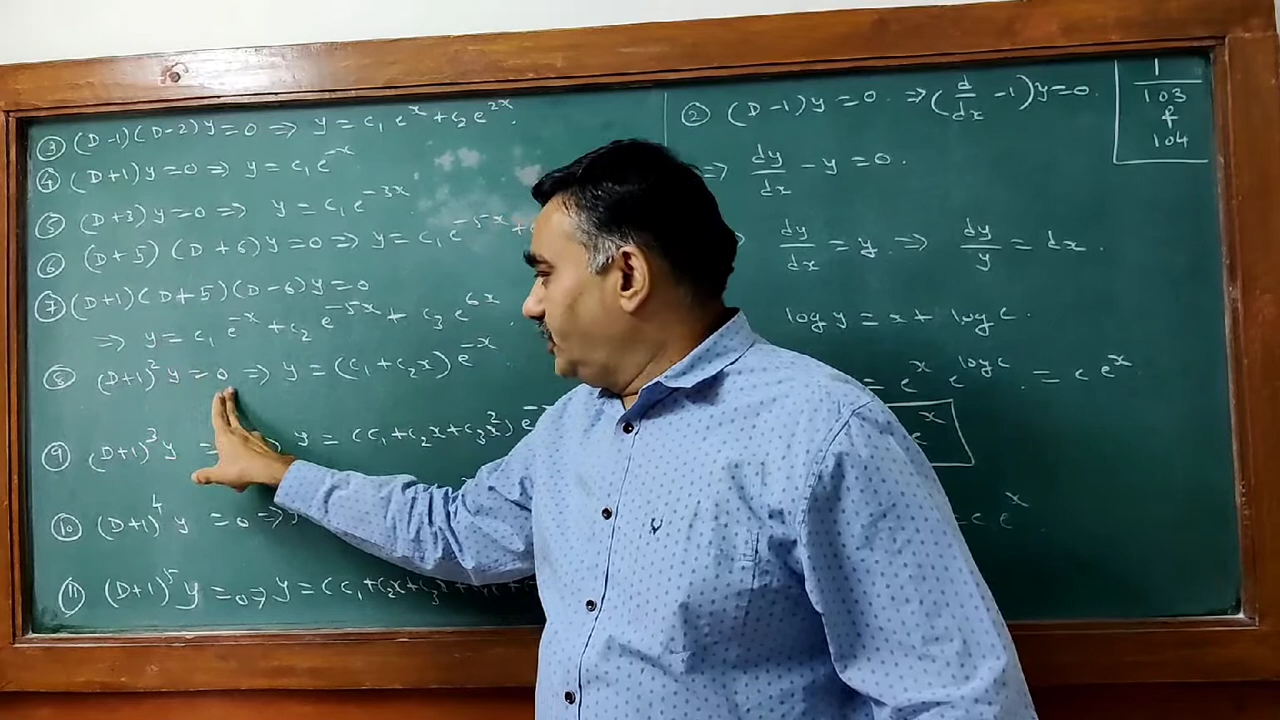 ③ (D-1)(D-2)y=0 ⇒ y = c₁eˣ+c₂e²ˣ.
④ (D+1)y=0 ⇒ y = c₁e⁻ˣ
⑤ (D+3)y=0 ⇒ y = c₁e⁻³ˣ
⑥ (D+5)(D+6)y=0 ⇒ y = c₁e⁻⁵ˣ+
⑦ (D+1)(D+5)(D-6)y=0
⇒ y = c₁e⁻ˣ+c₂e⁻⁵ˣ+c₃e⁶ˣ.
⑧ (D+1)²y=0 ⇒ y = (c₁+c₂x)e⁻ˣ.
⑨ (D+1)³y = ⇒ y = (c₁+c₂x+c₃x²)e⁻
⑩ (D+1)⁴y = 0 ⇒ y
⑪ (D+1)⁵y = 0 ⇒ y = (c₁+c₂x+c₃
② (D-1)y=0. ⇒ (d/dx -1)y=0.
⇒ dy/dx - y = 0.
dy/dx = y. ⇒ dy/y = dx.
log y = x + log c.
= eˣ e^(log c). = c eˣ.
eˣ
c eˣ.
1
103
&
104